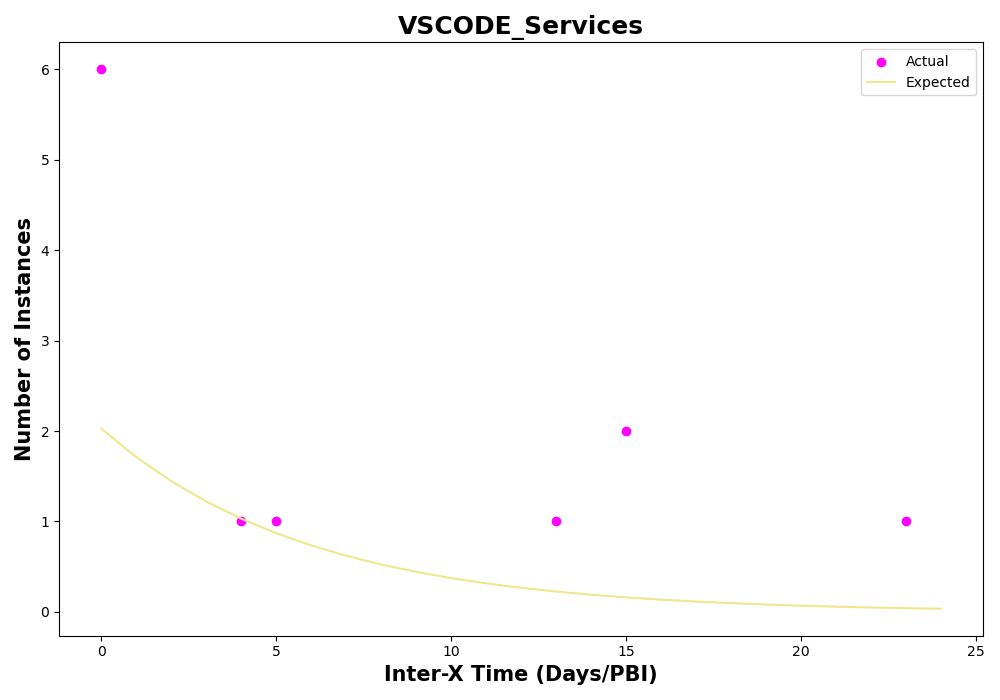 VSCODE_Services
Actual
Expected
Number of Instances
6
5
4
3
2
1
0
0
5
10
15
20
25
Inter-X Time (Days/PBI)